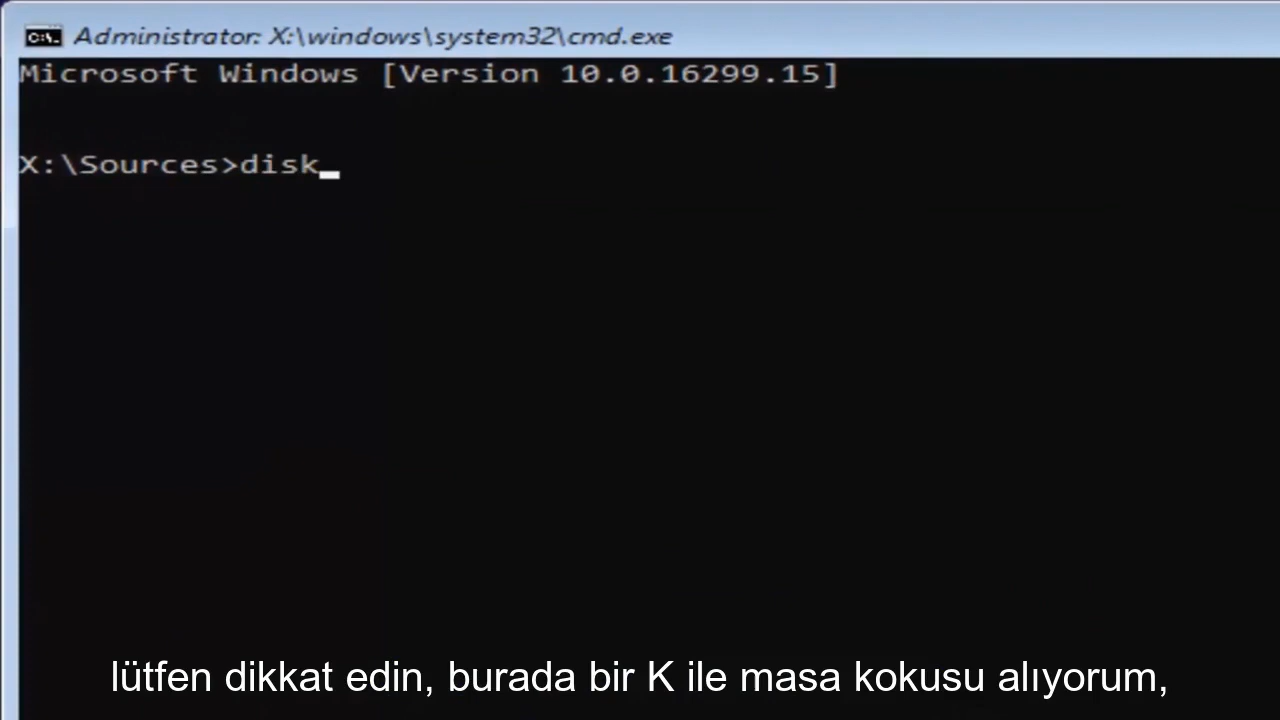 Administrator: X:\windows\system32\cmd.exe
Microsoft Windows [Version 10.0.16299.15]
X:\Sources>disk_
lütfen dikkat edin, burada bir K ile masa kokusu alıyorum,